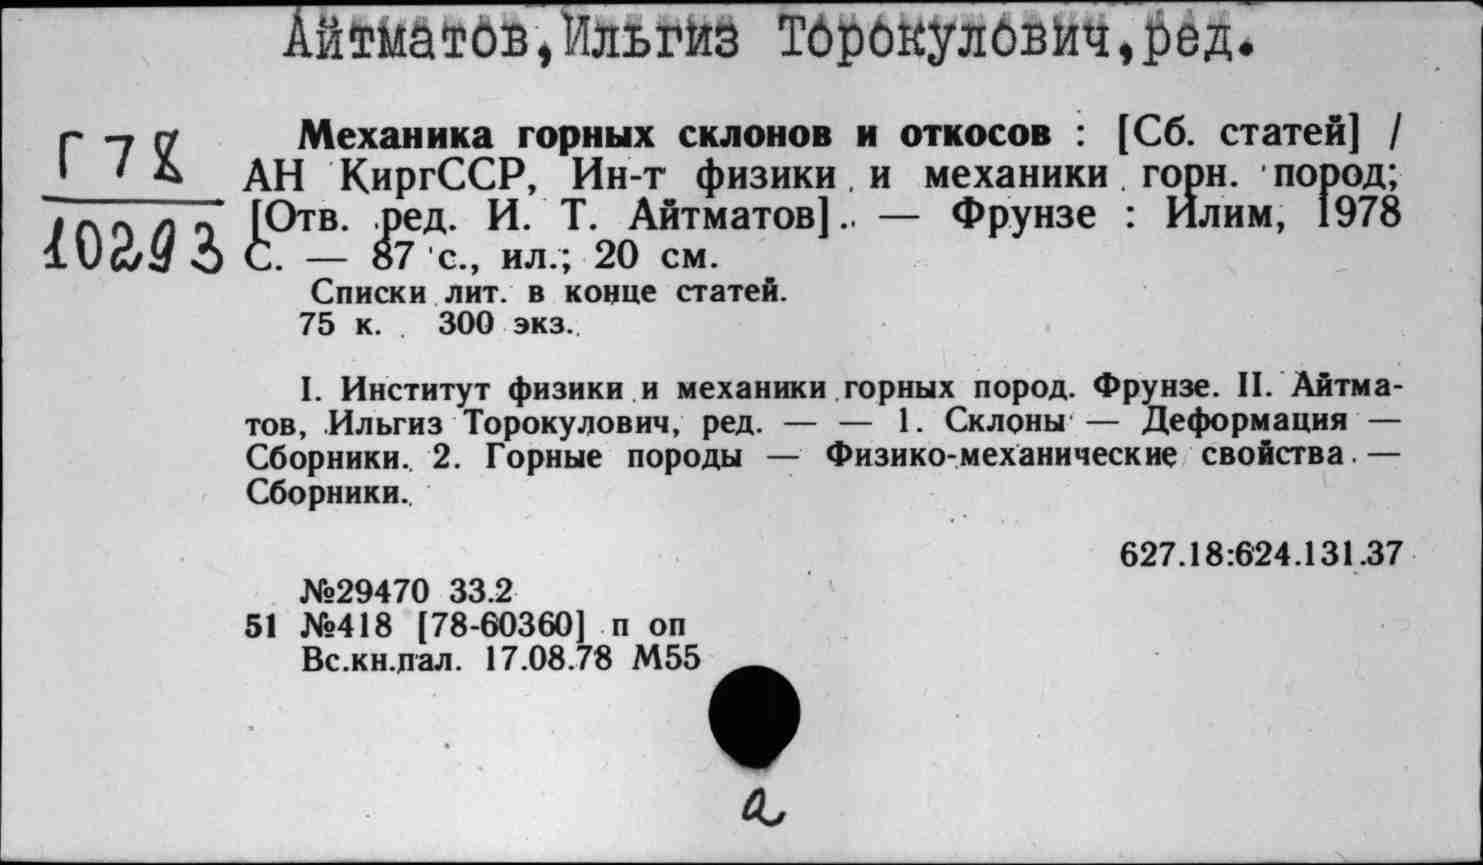 Айтматов,Ильгиз Торокулович,ред.
Г 78
10293
Механика горных склонов и откосов : [Сб. статей] /
АН КиргССР, Ин-т физики и механики горн. пород;
[Отв. ред. И. Т. Айтматов]. — Фрунзе : Илим, 1978
С. — 87 с., ил.; 20 см.
Списки лит. в конце статей.
75 к. 300 экз.
I. Институт физики и механики горных пород. Фрунзе. II. Айтма-
тов, Ильгиз Торокулович, ред. — — 1. Склоны — Деформация —
Сборники. 2. Горные породы — Физико-механические свойства. —
Сборники.
627.18:624.131.37
№29470 33.2
51 №418 [78-60360] п оп
Вс.кн.пал. 17.08.78 М55
а